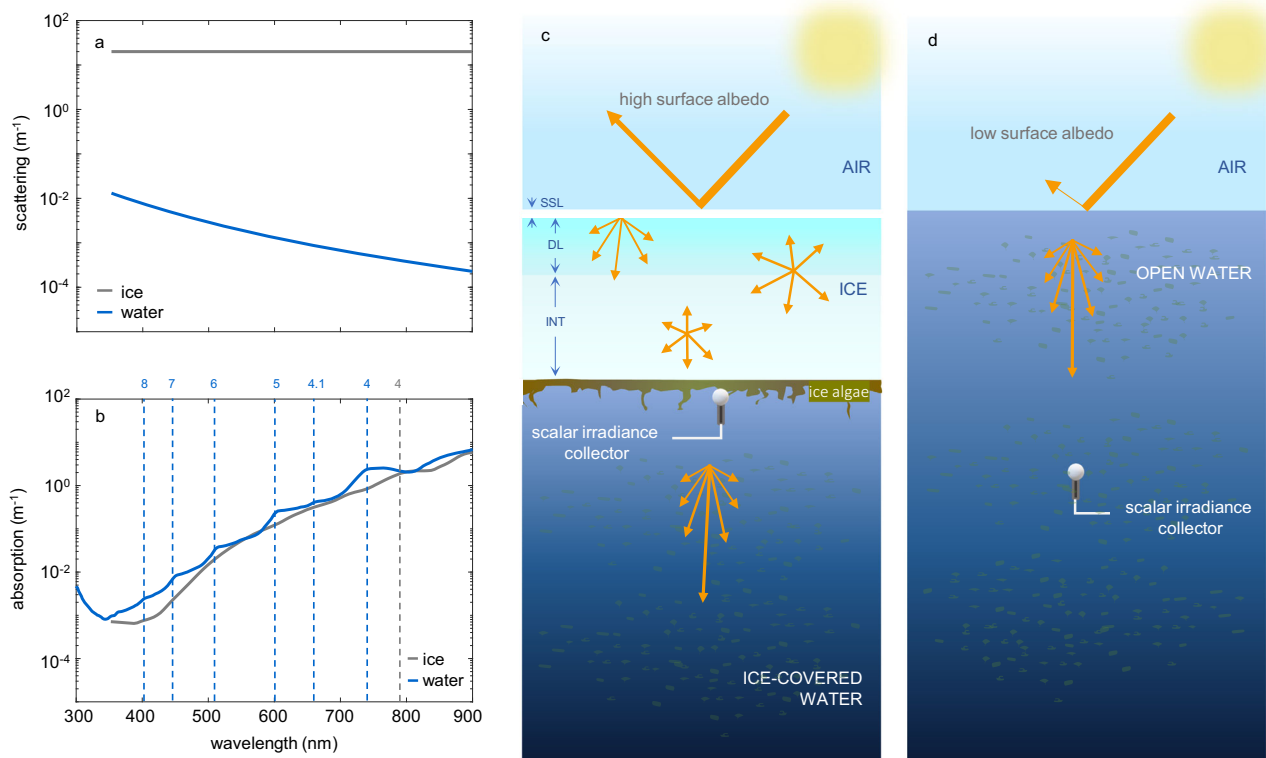 a
10²
10⁰
10⁻²
10⁻⁴
scattering (m⁻¹)
ice
water
8 7 6 5 4.1 4 4
b
10²
10⁰
10⁻²
10⁻⁴
absorption (m⁻¹)
ice
water
300 400 500 600 700 800 900
wavelength (nm)
c
high surface albedo
AIR
SSL
DL
ICE
INT
ice algae
scalar irradiance
collector
ICE-COVERED
WATER
d
low surface albedo
AIR
OPEN WATER
scalar irradiance
collector